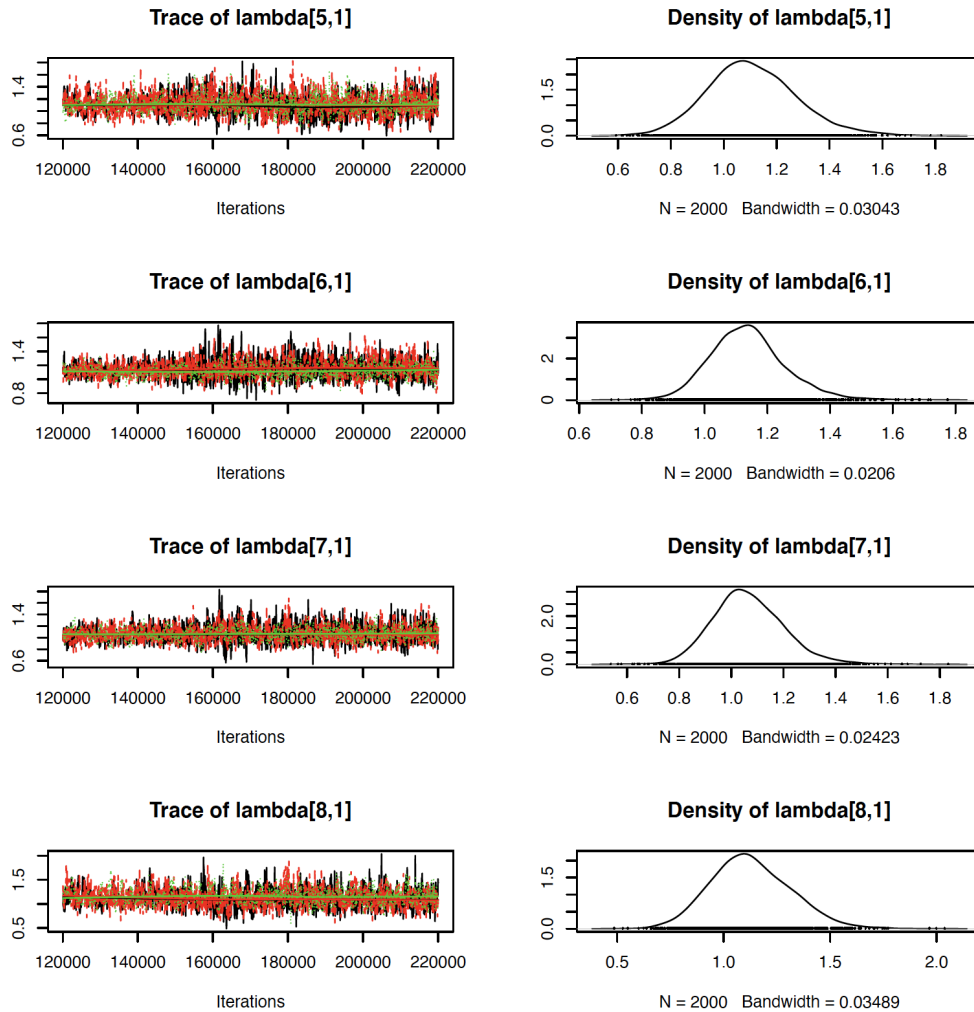 Trace of lambda[5,1]
Density of lambda[5,1]
1.4
0.6
120000 140000 160000 180000 200000 220000
Iterations
1.5
0.0
0.6 0.8 1.0 1.2 1.4 1.6 1.8
N = 2000 Bandwidth = 0.03043
Trace of lambda[6,1]
Density of lambda[6,1]
1.4
0.8
120000 140000 160000 180000 200000 220000
Iterations
2
0
0.6 0.8 1.0 1.2 1.4 1.6 1.8
N = 2000 Bandwidth = 0.0206
Trace of lambda[7,1]
Density of lambda[7,1]
1.4
0.6
120000 140000 160000 180000 200000 220000
Iterations
2.0
0.0
0.6 0.8 1.0 1.2 1.4 1.6 1.8
N = 2000 Bandwidth = 0.02423
Trace of lambda[8,1]
Density of lambda[8,1]
1.5
0.5
120000 140000 160000 180000 200000 220000
Iterations
1.5
0.0
0.5 1.0 1.5 2.0
N = 2000 Bandwidth = 0.03489